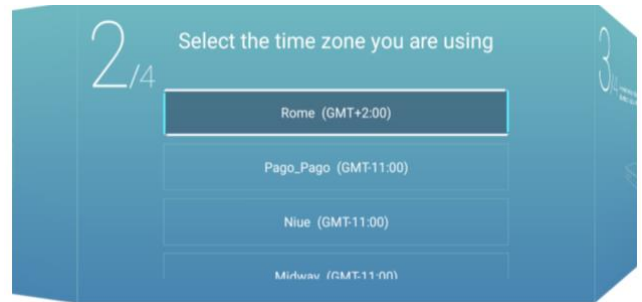 2/4
Select the time zone you are using
Rome (GMT+2:00)
Pago_Pago (GMT-11:00)
Niue (GMT-11:00)
Midway (GMT-11:00)
3/4